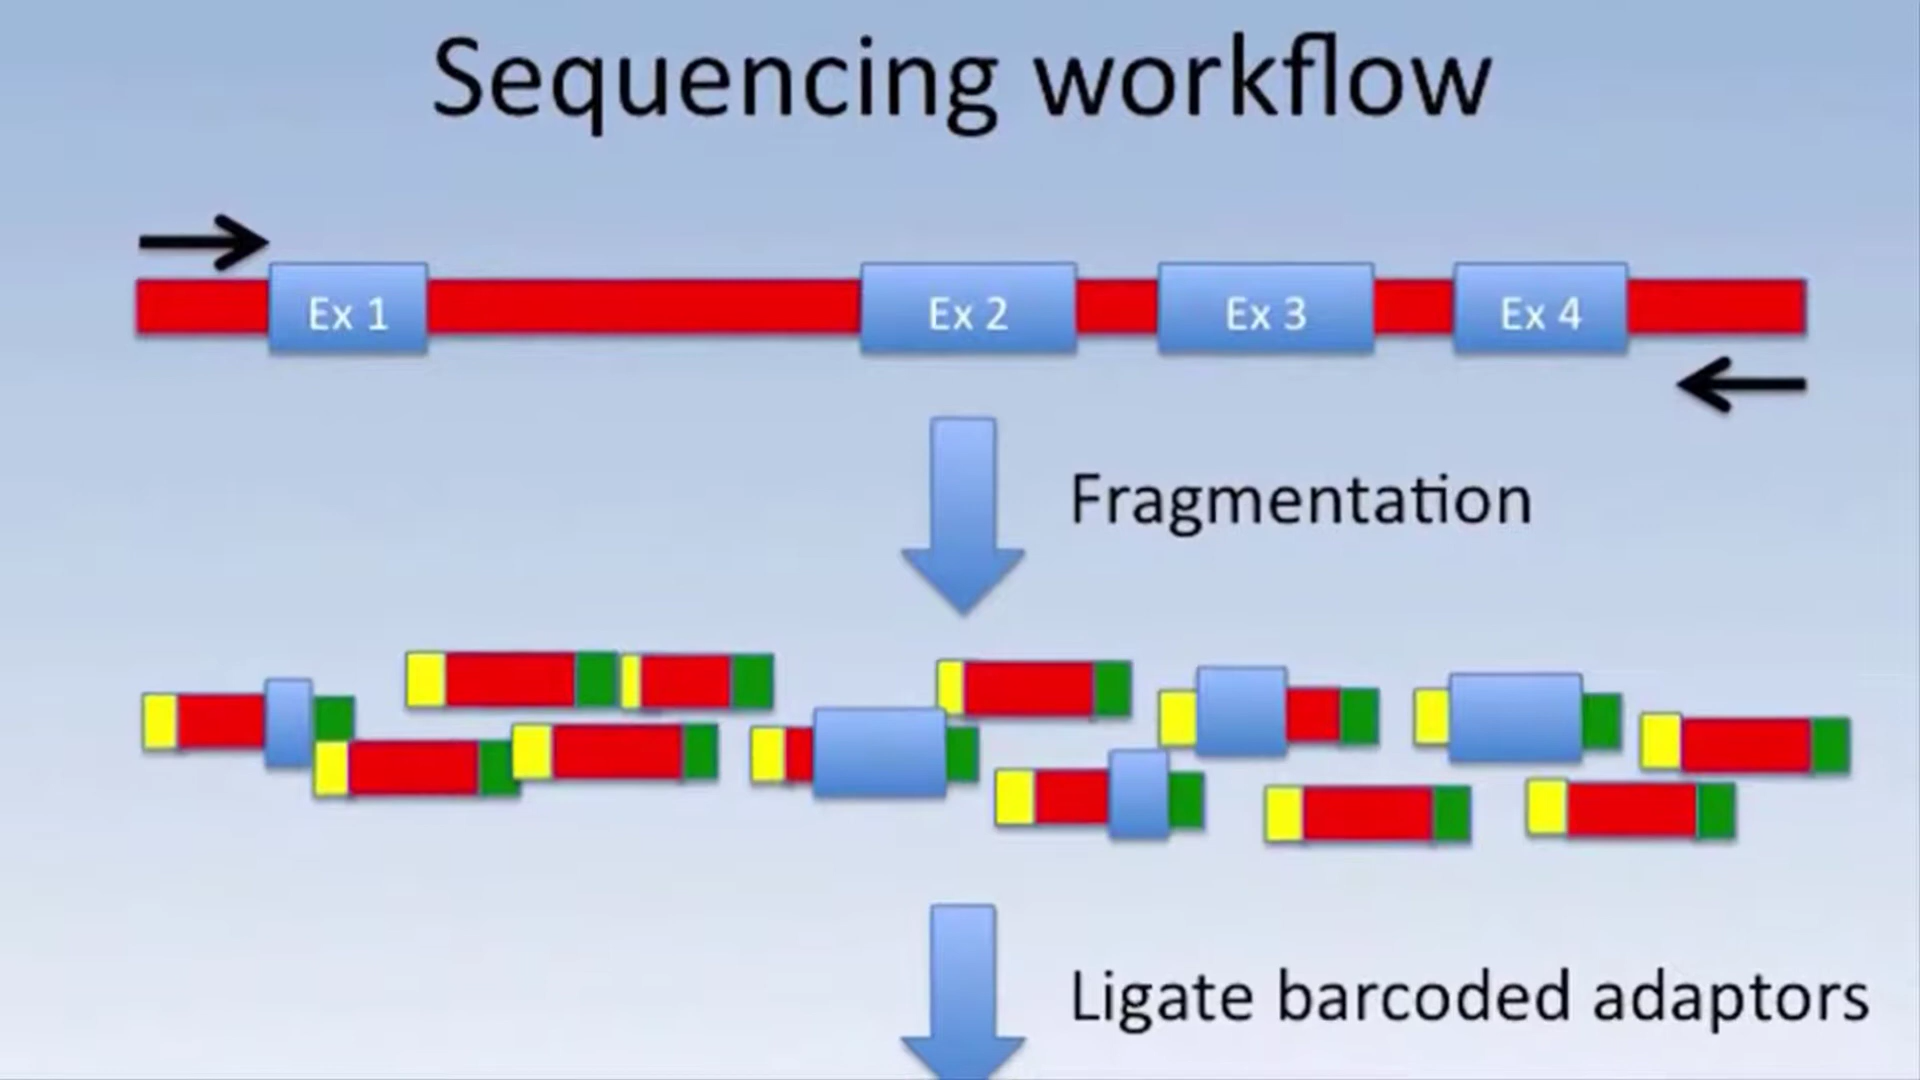 Sequencing workflow
Ex 1
Ex 2
Ex 3
Ex 4
Fragmentation
Ligate barcoded adaptors